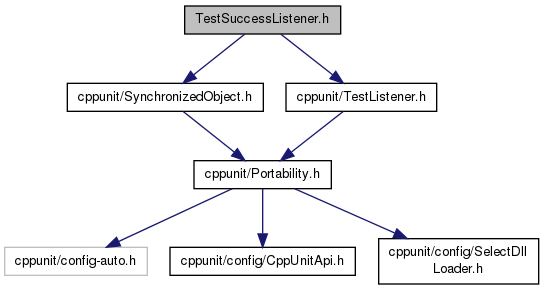 TestSuccessListener.h
cppunit/SynchronizedObject.h
cppunit/TestListener.h
cppunit/Portability.h
cppunit/config-auto.h
cppunit/config/CppUnitApi.h
cppunit/config/SelectDll
Loader.h